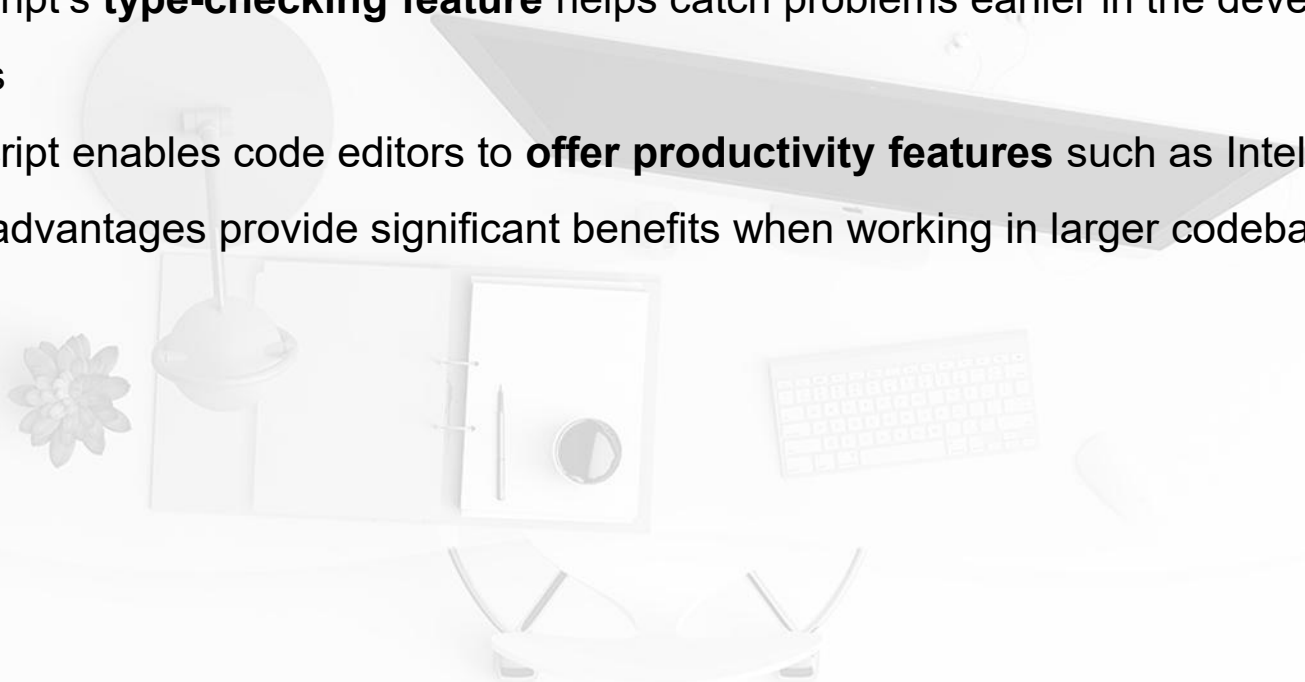 ript's type-checking feature helps catch problems earlier in the deve
s
ript enables code editors to offer productivity features such as Intel
advantages provide significant benefits when working in larger codeba